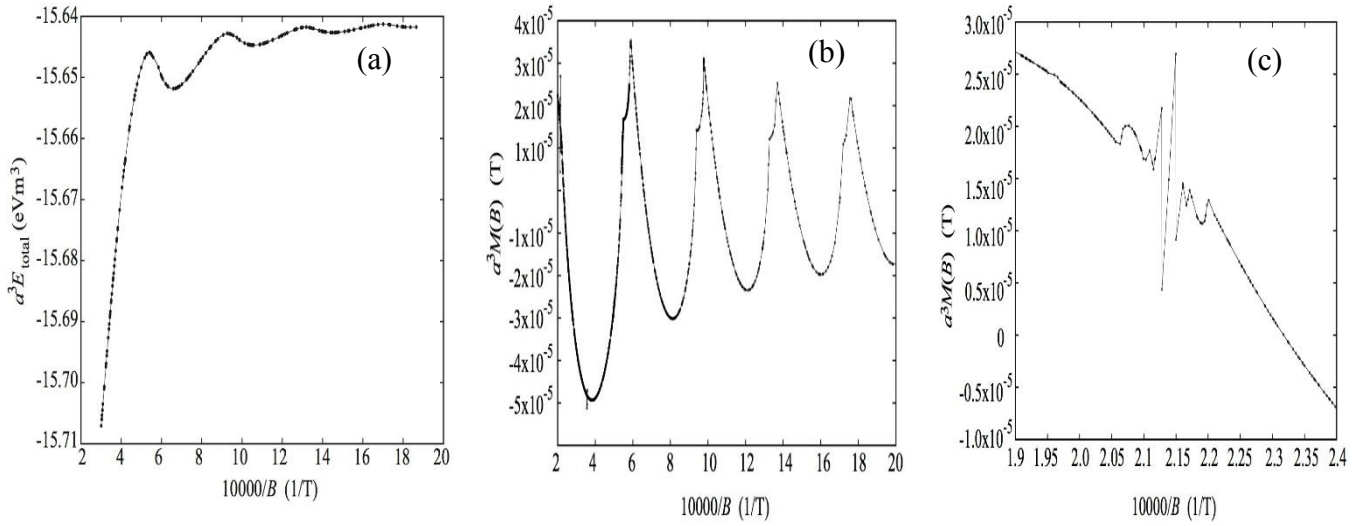 (a)
-15.64
-15.65
-15.66
-15.67
-15.68
-15.69
-15.70
-15.71
a³E_total (eVm³)
2 4 6 8 10 12 14 16 18 20
10000/B (1/T)
(b)
4x10⁻⁵
3x10⁻⁵
2x10⁻⁵
1x10⁻⁵
-1x10⁻⁵
-2x10⁻⁵
-3x10⁻⁵
-4x10⁻⁵
-5x10⁻⁵
a³M(B) (T)
2 4 6 8 10 12 14 16 18 20
10000/B (1/T)
(c)
3.0x10⁻⁵
2.5x10⁻⁵
2.0x10⁻⁵
1.5x10⁻⁵
1.0x10⁻⁵
0.5x10⁻⁵
0
-0.5x10⁻⁵
-1.0x10⁻⁵
a³M(B) (T)
1.9 1.95 2.0 2.05 2.1 2.15 2.2 2.25 2.3 2.35 2.4
10000/B (1/T)